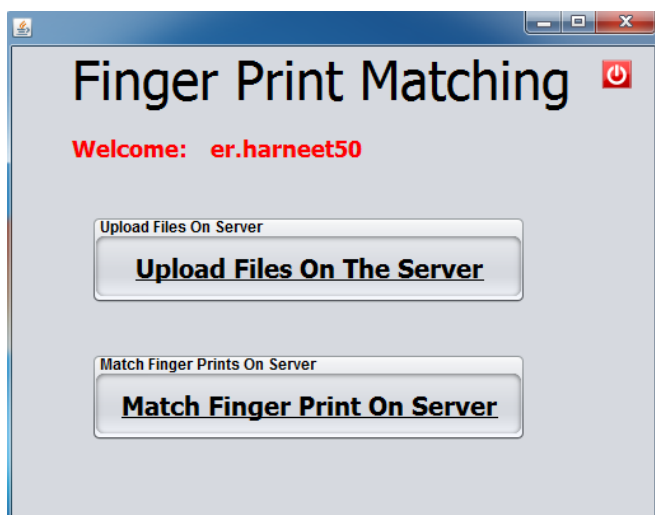 Finger Print Matching
Welcome: er.harneet50
Upload Files On Server
Upload Files On The Server
Match Finger Prints On Server
Match Finger Print On Server